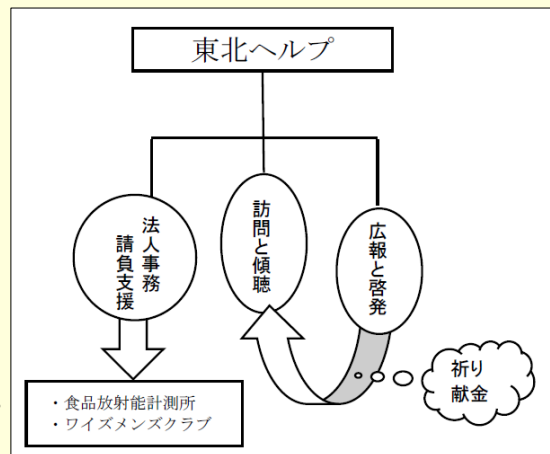 東北ヘルプ
法人事務
請負支援
訪問と傾聴
広報と啓発
祈り
献金
・食品放射能計測所
・ワイズメンズクラブ